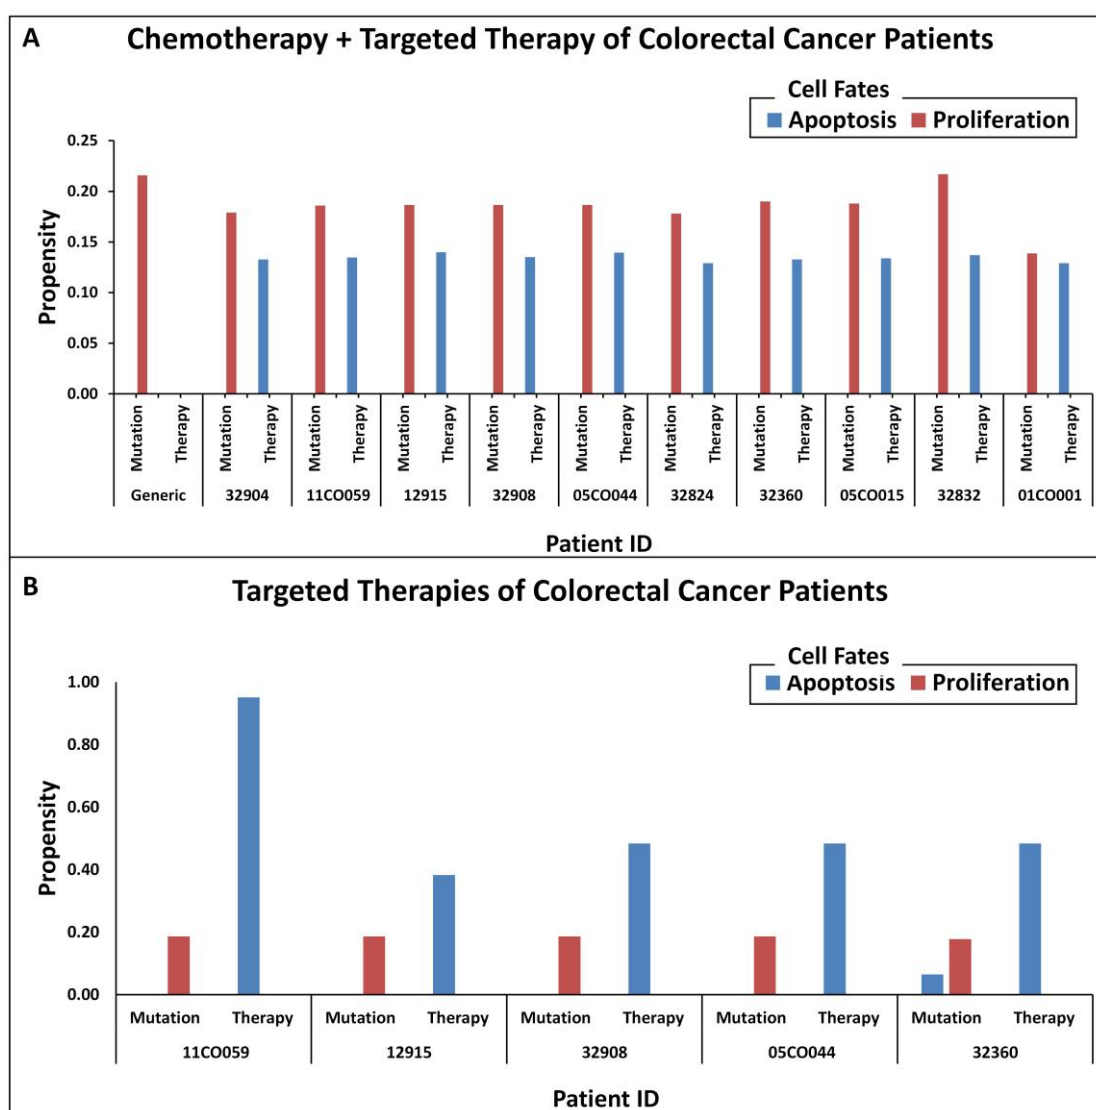 A
Chemotherapy + Targeted Therapy of Colorectal Cancer Patients
Cell Fates
Apoptosis Proliferation
0.25
0.20
0.15
0.10
0.05
0.00
Propensity
Mutation Therapy Mutation Therapy Mutation Therapy Mutation Therapy Mutation Therapy Mutation Therapy Mutation Therapy Mutation Therapy Mutation Therapy Mutation Therapy Mutation Therapy
Generic 32904 11CO059 12915 32908 05CO044 32824 32360 05CO015 32832 01CO001
Patient ID
B
Targeted Therapies of Colorectal Cancer Patients
Cell Fates
Apoptosis Proliferation
1.00
0.80
0.60
0.40
0.20
0.00
Propensity
Mutation Therapy Mutation Therapy Mutation Therapy Mutation Therapy Mutation Therapy
11CO059 12915 32908 05CO044 32360
Patient ID